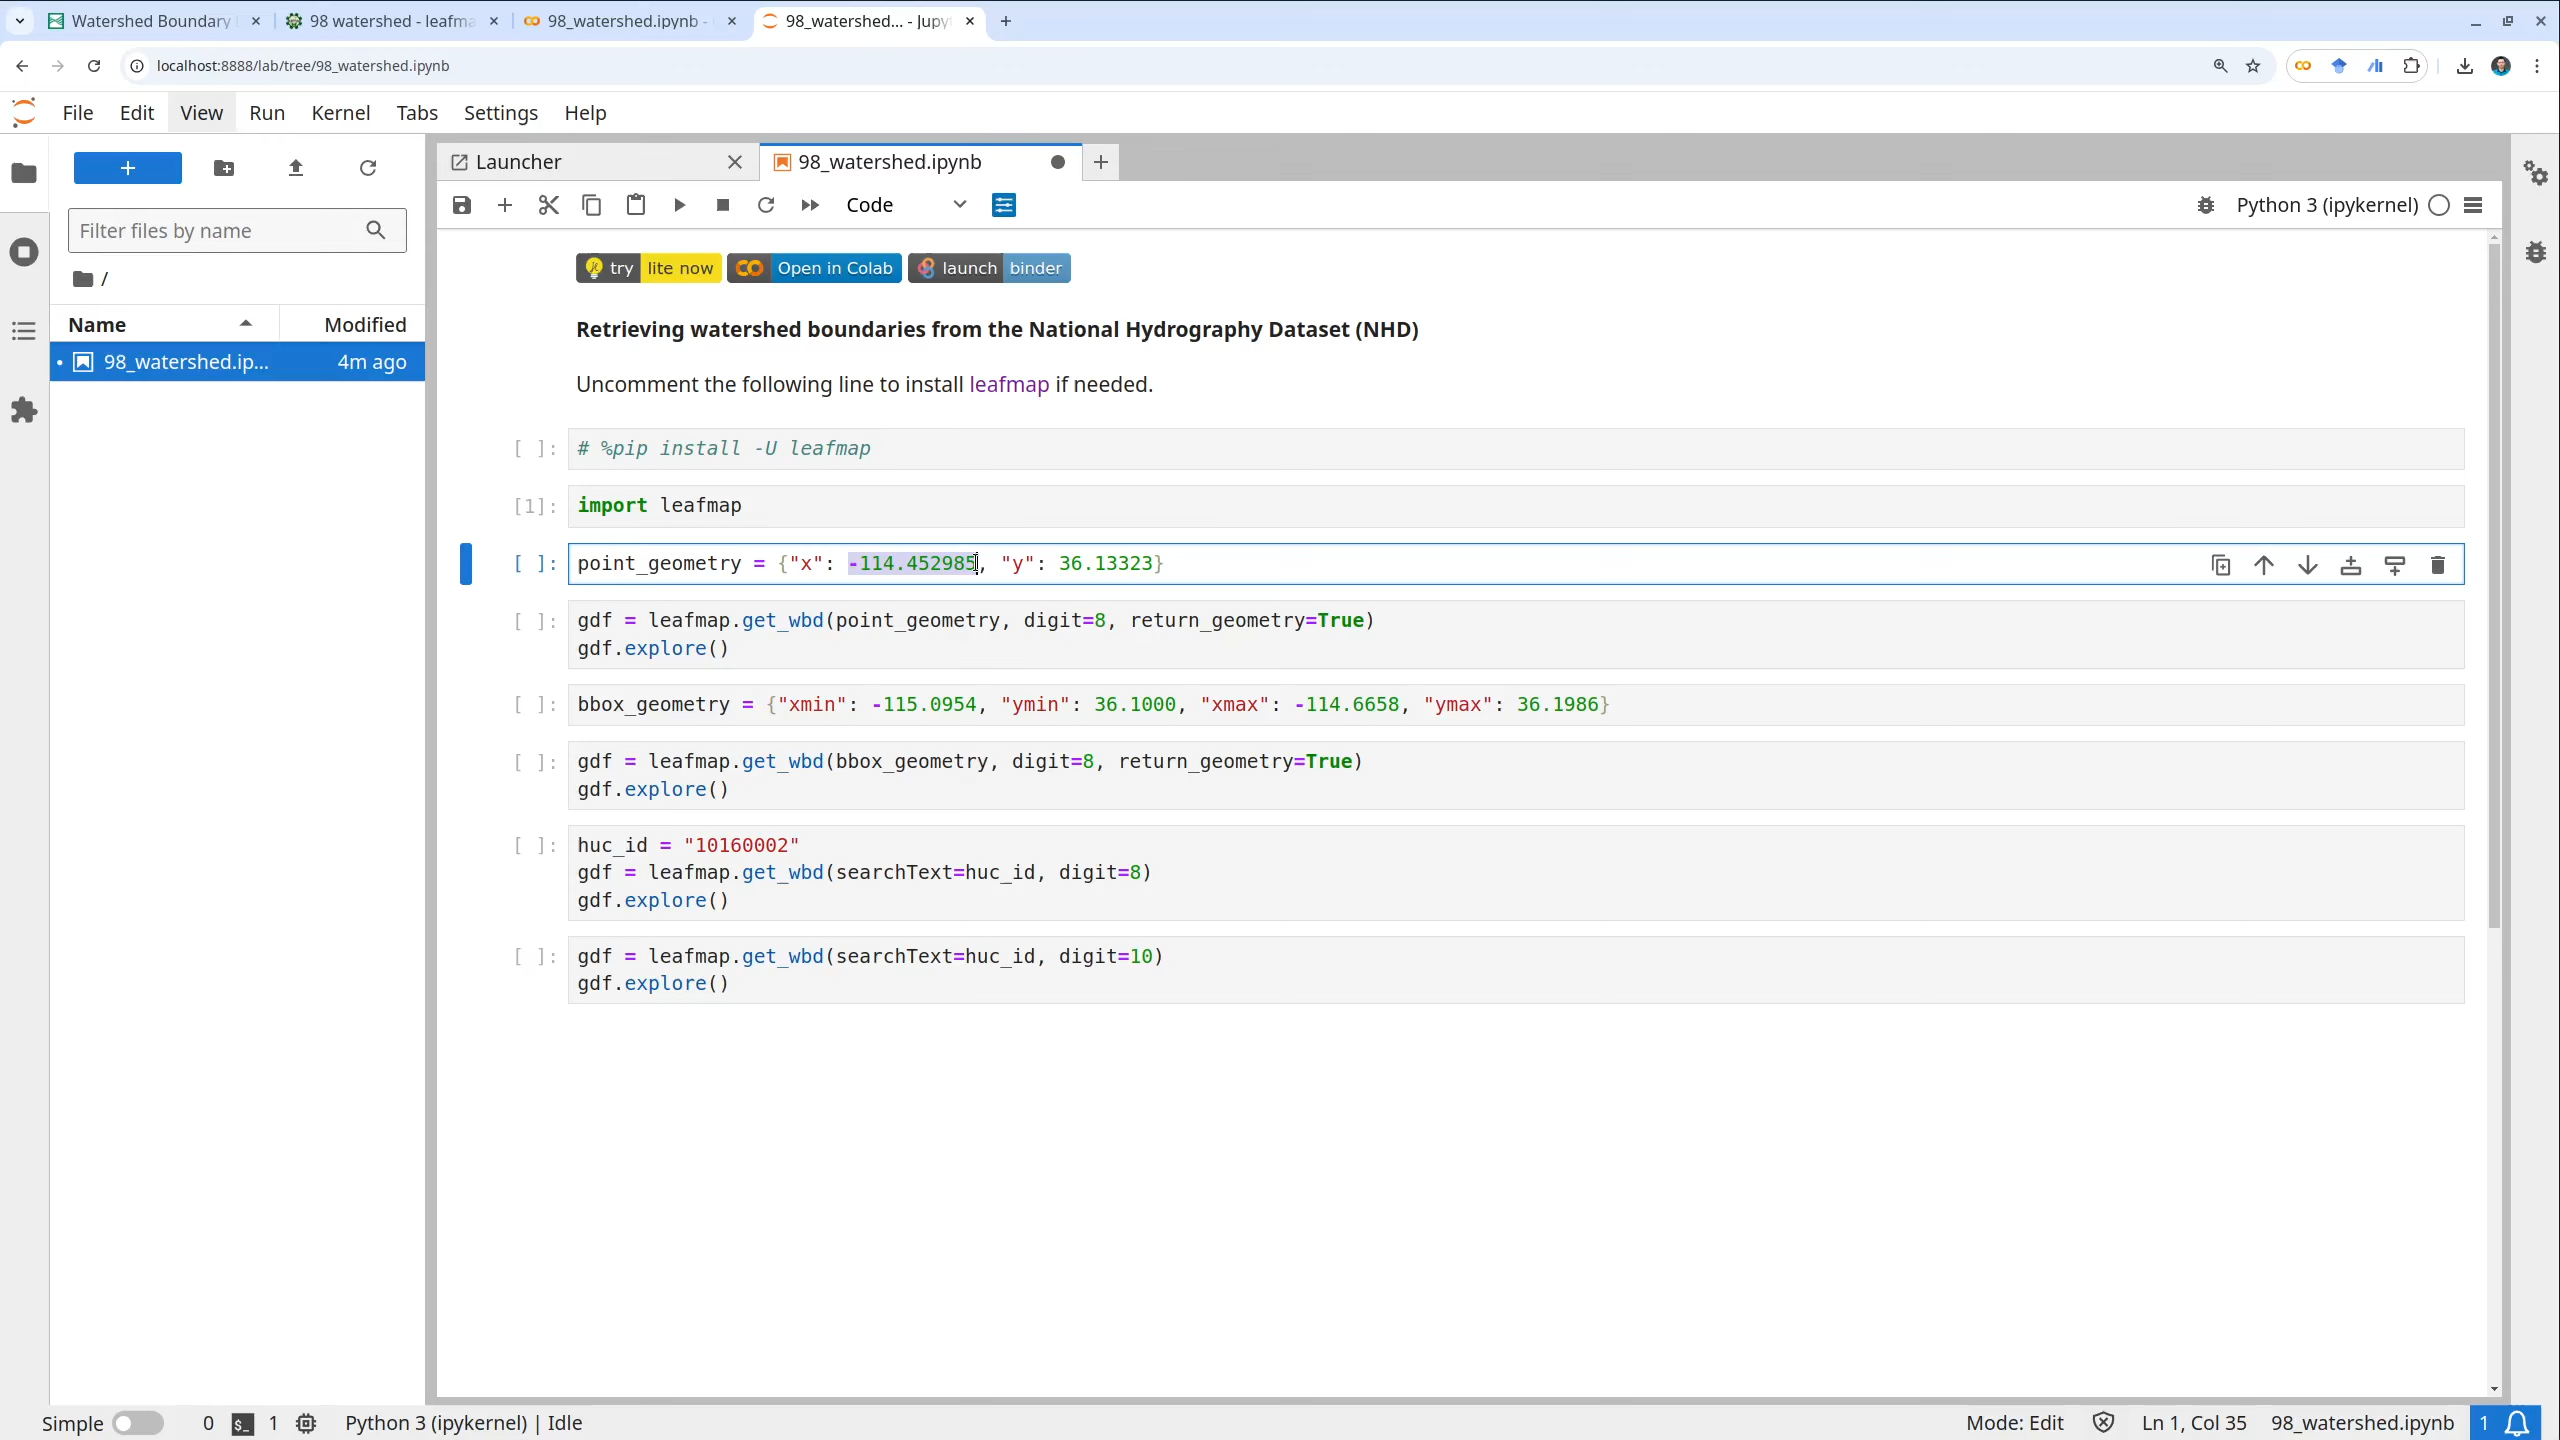 Watershed Boundary
98 watershed - leafma
98_watershed.ipynb -
98_watershed... - Jupy
localhost:8888/lab/tree/98_watershed.ipynb
File Edit View Run Kernel Tabs Settings Help
Launcher
98_watershed.ipynb
Code
Python 3 (ipykernel)
Filter files by name
/
Name Modified
98_watershed.ip... 4m ago
try lite now
Open in Colab
launch binder
Retrieving watershed boundaries from the National Hydrography Dataset (NHD)
Uncomment the following line to install leafmap if needed.
[ ]: # %pip install -U leafmap
[1]: import leafmap
[ ]: point_geometry = {"x": -114.452985, "y": 36.13323}
[ ]: gdf = leafmap.get_wbd(point_geometry, digit=8, return_geometry=True)
gdf.explore()
[ ]: bbox_geometry = {"xmin": -115.0954, "ymin": 36.1000, "xmax": -114.6658, "ymax": 36.1986}
[ ]: gdf = leafmap.get_wbd(bbox_geometry, digit=8, return_geometry=True)
gdf.explore()
[ ]: huc_id = "10160002"
gdf = leafmap.get_wbd(searchText=huc_id, digit=8)
gdf.explore()
[ ]: gdf = leafmap.get_wbd(searchText=huc_id, digit=10)
gdf.explore()
Simple 0 $_ 1 Python 3 (ipykernel) | Idle
Mode: Edit Ln 1, Col 35 98_watershed.ipynb 1